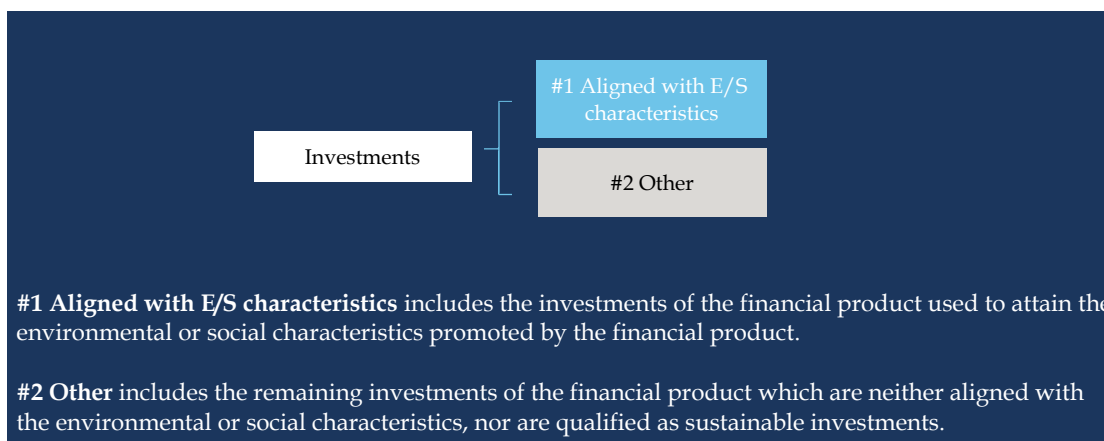 #1 Aligned with E/S
characteristics
Investments
#2 Other
#1 Aligned with E/S characteristics includes the investments of the financial product used to attain the
environmental or social characteristics promoted by the financial product.
#2 Other includes the remaining investments of the financial product which are neither aligned with
the environmental or social characteristics, nor are qualified as sustainable investments.